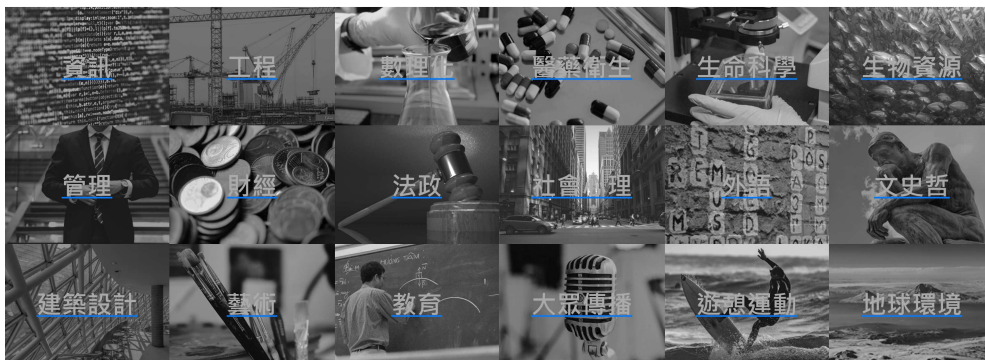 資訊
工程
數理化
醫藥衛生
生命科學
生物資源
管理
財經
法政
社會心理
外語
文史哲
建築設計
藝術
教育
大眾傳播
遊憩運動
地球環境